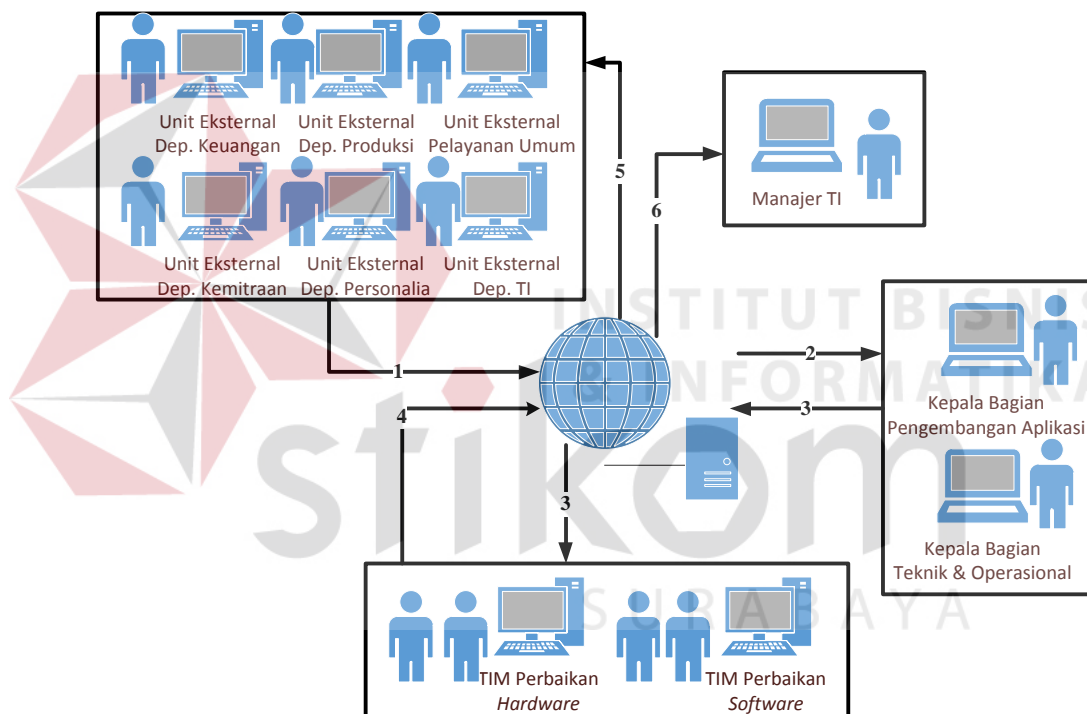 Unit Eksternal
Dep. Keuangan
Unit Eksternal
Dep. Produksi
Unit Eksternal
Pelayanan Umum
Unit Eksternal
Dep. Kemitraan
Unit Eksternal
Dep. Personalia
Unit Eksternal
Dep. TI
5
6
Manajer TI
INSTITUT BISNIS
& INFORMATIKA
stikom
SURABAYA
1
2
3
4
3
Kepala Bagian
Pengembangan Aplikasi
Kepala Bagian
Teknik & Operasional
TIM Perbaikan
Hardware
TIM Perbaikan
Software